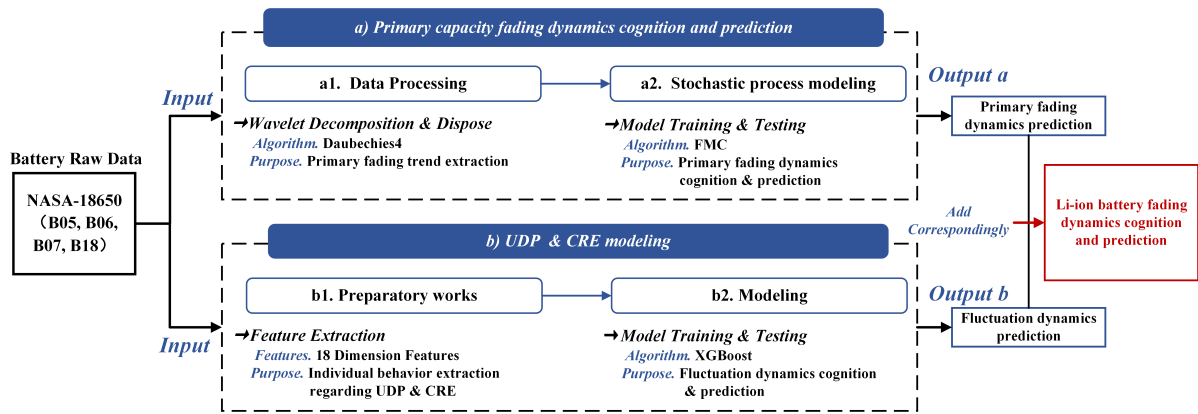 a) Primary capacity fading dynamics cognition and prediction
Input
a1. Data Processing
a2. Stochastic process modeling
→Wavelet Decomposition & Dispose
Algorithm. Daubechies4
Purpose. Primary fading trend extraction
→Model Training & Testing
Algorithm. FMC
Purpose. Primary fading dynamics
cognition & prediction
Output a
Primary fading
dynamics prediction
Battery Raw Data
NASA-18650
(B05, B06,
B07, B18)
Add
Correspondingly
Li-ion battery fading
dynamics cognition
and prediction
b) UDP & CRE modeling
Input
b1. Preparatory works
b2. Modeling
→Feature Extraction
Features. 18 Dimension Features
Purpose. Individual behavior extraction
regarding UDP & CRE
→Model Training & Testing
Algorithm. XGBoost
Purpose. Fluctuation dynamics cognition
& prediction
Output b
Fluctuation dynamics
prediction